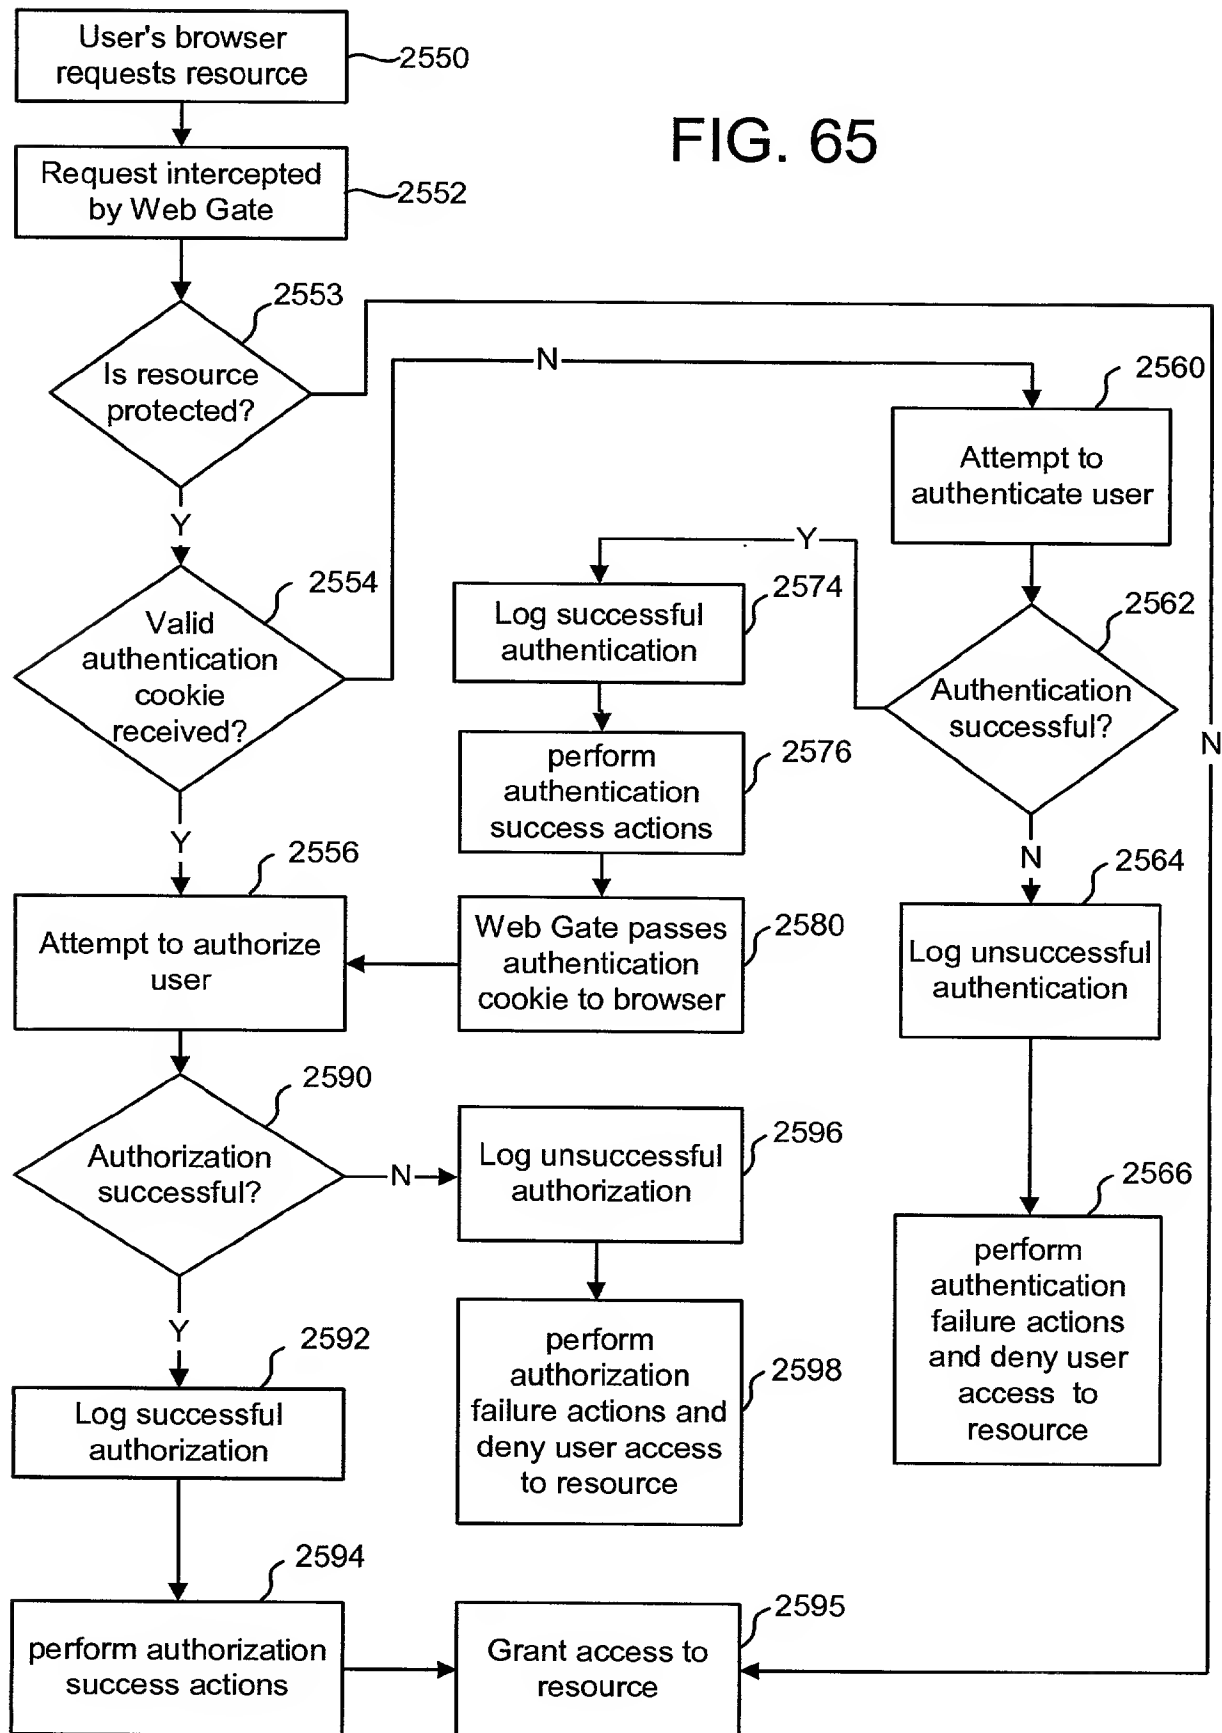 User's browser
requests resource
2550
FIG. 65
Request intercepted
by Web Gate
2552
2553
Is resource
protected?
N
2560
Attempt to
authenticate user
Y
Y
2554
Valid
authentication
cookie
received?
2574
Log successful
authentication
2562
Authentication
successful?
N
2576
perform
authentication
success actions
Y
N
2556
Attempt to authorize
user
2580
Web Gate passes
authentication
cookie to browser
2564
Log unsuccessful
authentication
2590
Authorization
successful?
N
2596
Log unsuccessful
authorization
2566
perform
authentication
failure actions
and deny user
access to
resource
Y
2592
Log successful
authorization
2598
perform
authorization
failure actions and
deny user access
to resource
2594
perform authorization
success actions
2595
Grant access to
resource